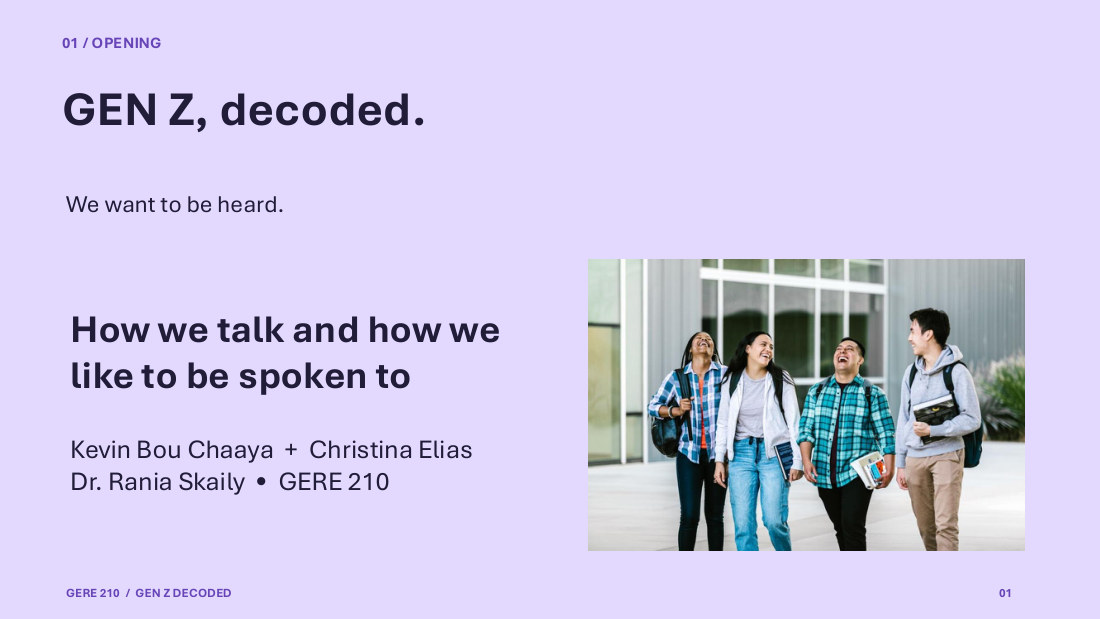 01 / OPENING
GEN Z, decoded.
We want to be heard.
How we talk and how we
like to be spoken to
Kevin Bou Chaaya + Christina Elias
Dr. Rania Skaily • GERE 210
GERE 210 / GEN Z DECODED
01